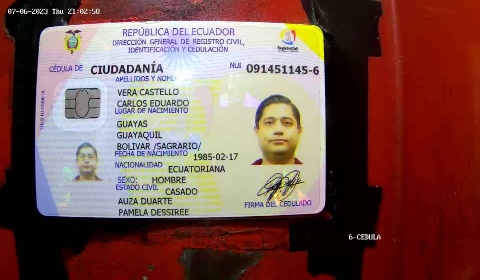 07-06-2023 Thu 21:02:58
REPÚBLICA DEL ECUADOR
DIRECCIÓN GENERAL DE REGISTRO CIVIL,
IDENTIFICACIÓN Y CEDULACIÓN
CÉDULA DE CIUDADANÍA NUI 091451145-6
APELLIDOS Y NOMB
VERA CASTELLO
CARLOS EDUARDO
LUGAR DE NACIMIENTO
GUAYAS
GUAYAQUIL
BOLIVAR /SAGRARIO/
FECHA DE NACIMIENTO 1985-02-17
NACIONALIDAD ECUATORIANA
SEXO: HOMBRE
ESTADO CIVIL CASADO
AUZA DUARTE
PAMELA DESSIREE
FIRMA DEL CEDULADO
6-CEDULA